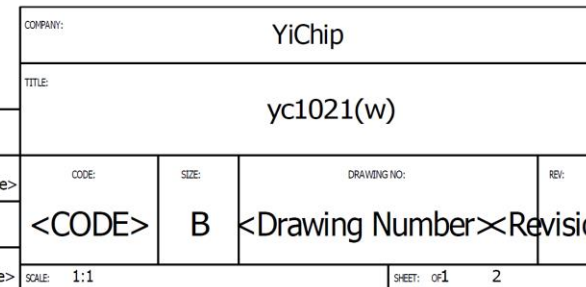 COMPANY:
YiChip
TITLE:
yc1021(w)
CODE: SIZE: DRAWING NO: REV:
e>
<CODE> B <Drawing Number> <Revisio
e> SCALE: 1:1 SHEET: OF1 2